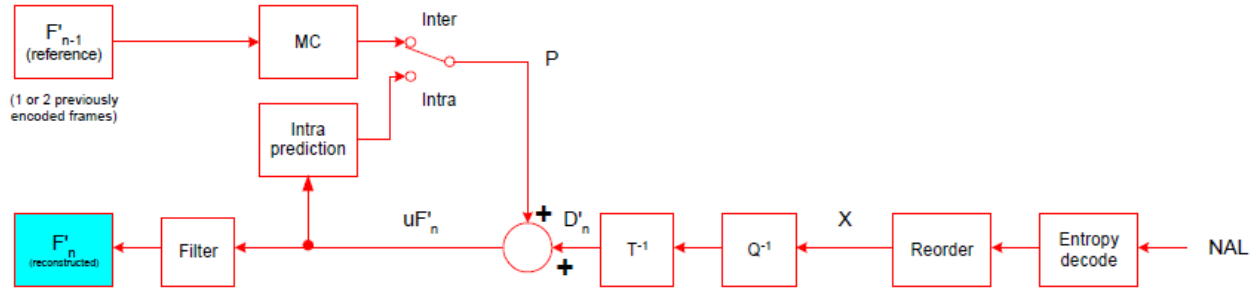 F'n-1
(reference)
(1 or 2 previously
encoded frames)
MC
Inter
Intra
P
Intra
prediction
F'n
(reconstructed)
Filter
uF'n
+
D'n
+
T-1
Q-1
X
Reorder
Entropy
decode
NAL